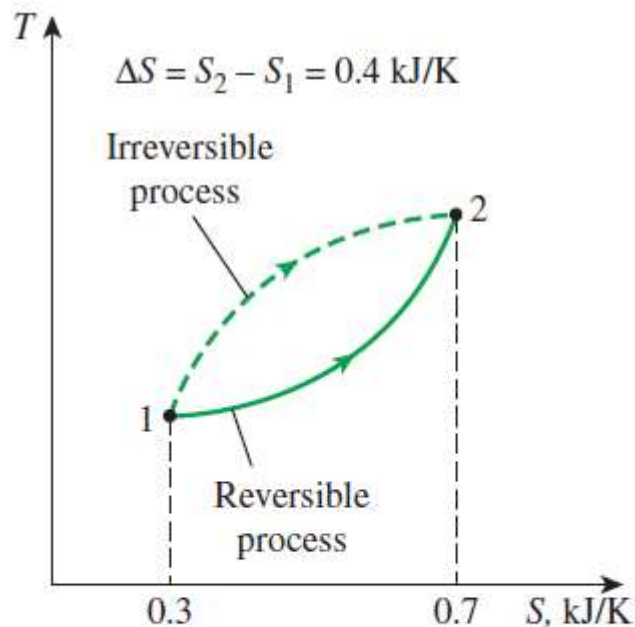 T
ΔS = S₂ – S₁ = 0.4 kJ/K
Irreversible
process
2
1
Reversible
process
0.3
0.7
S, kJ/K